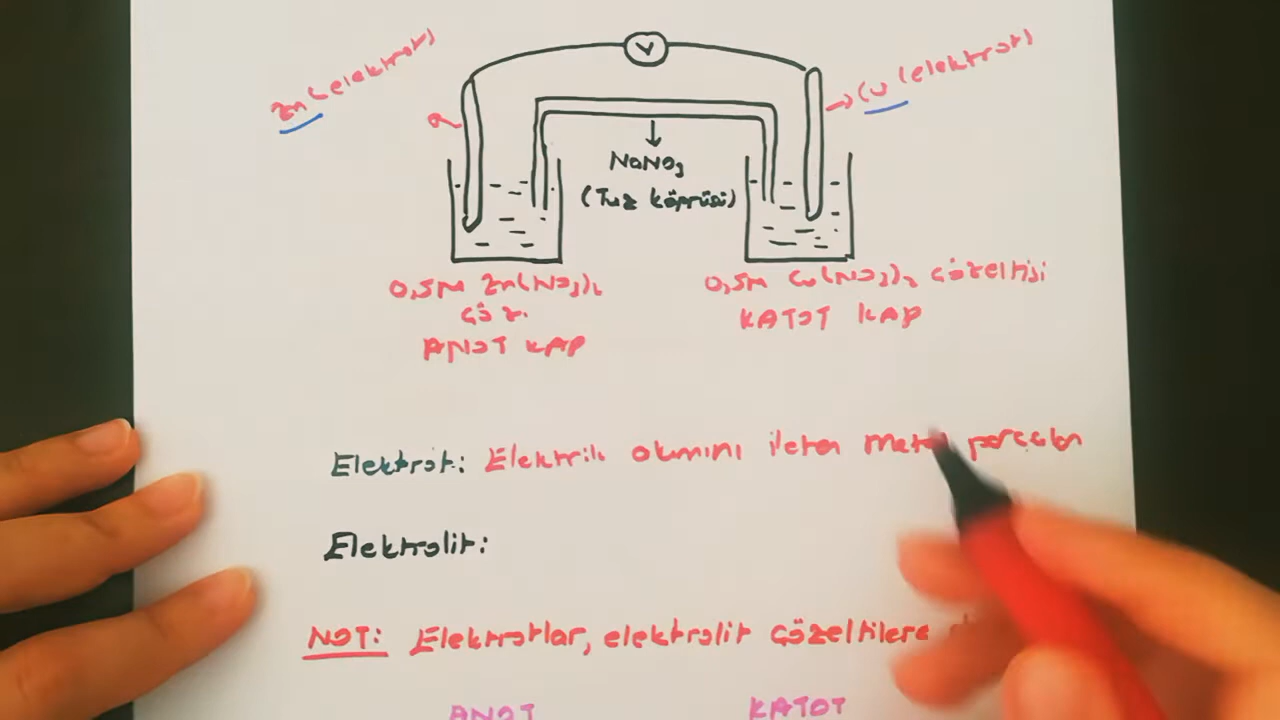 V
Zn (elektrot)
→ Cu (elektrot)
NaNO3
(Tuz köprüsü)
0,5M Zn(NO3)2
çöz.
ANOT KAP
0,5M Cu(NO3)2 çözeltisi
KATOT KAP
Elektrot: Elektrik akımını ileten metal parçaları
Elektrolit:
NOT: Elektrotlar, elektrolit çözeltilere
ANOT
KATOT